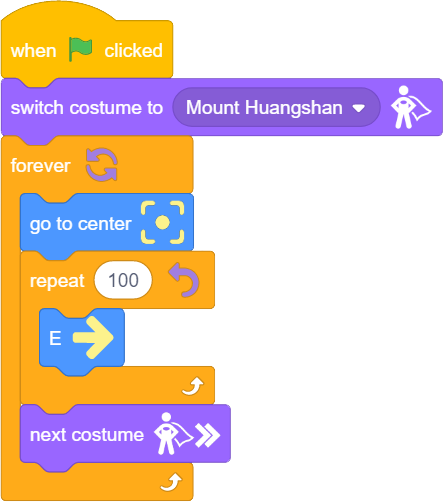 when clicked
switch costume to Mount Huangshan
forever
go to center
repeat 100
E
next costume